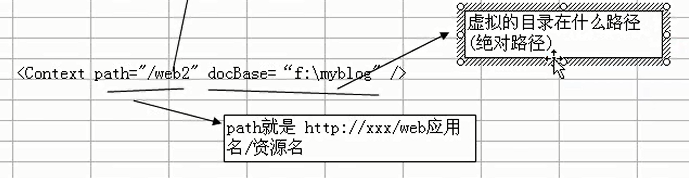 虚拟的目录在什么路径
(绝对路径)
<Context path="/web2" docBase=“f:\myblog” />
path就是 http://xxx/web应用
名/资源名